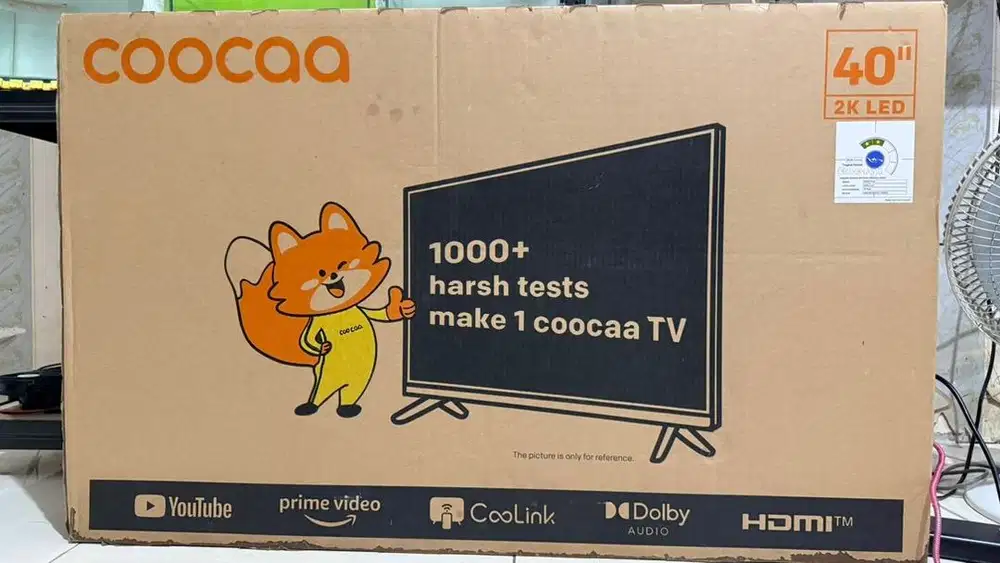 coocaa
40"
2K LED
coocaa
1000+
harsh tests
make 1 coocaa TV
The picture is only for reference.
YouTube
prime video
CooLink
Dolby
AUDIO
HDMI™